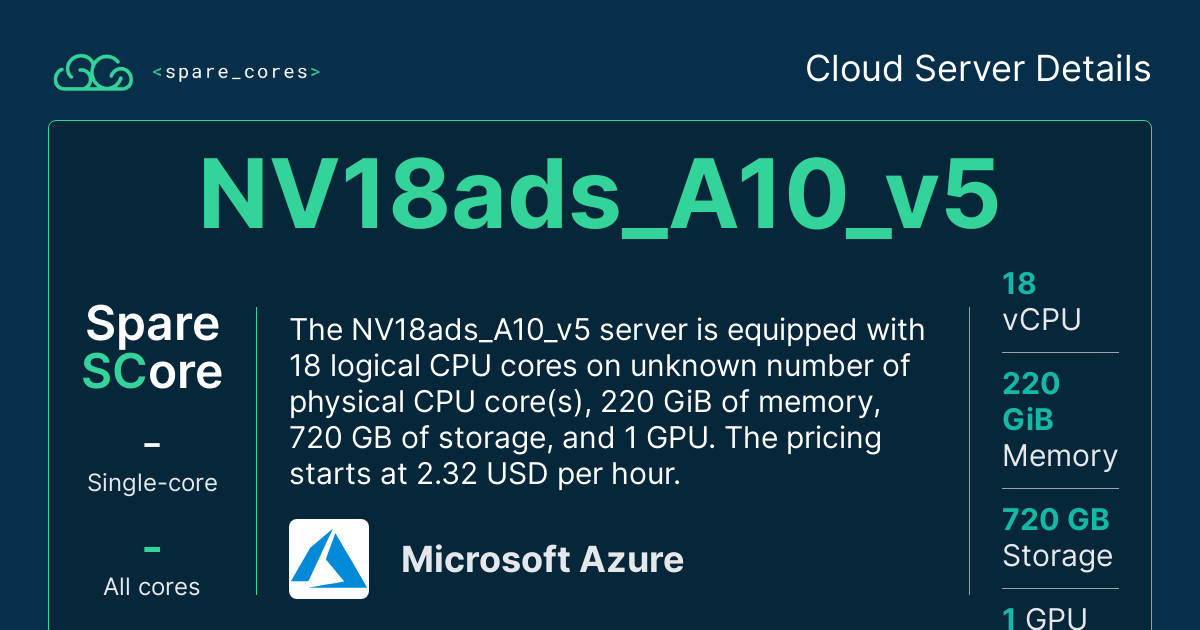 <spare_cores>
Cloud Server Details
NV18ads_A10_v5
Spare
SCore
–
Single-core
–
All cores
The NV18ads_A10_v5 server is equipped with
18 logical CPU cores on unknown number of
physical CPU core(s), 220 GiB of memory,
720 GB of storage, and 1 GPU. The pricing
starts at 2.32 USD per hour.
Microsoft Azure
18
vCPU
220
GiB
Memory
720 GB
Storage
1 GPU